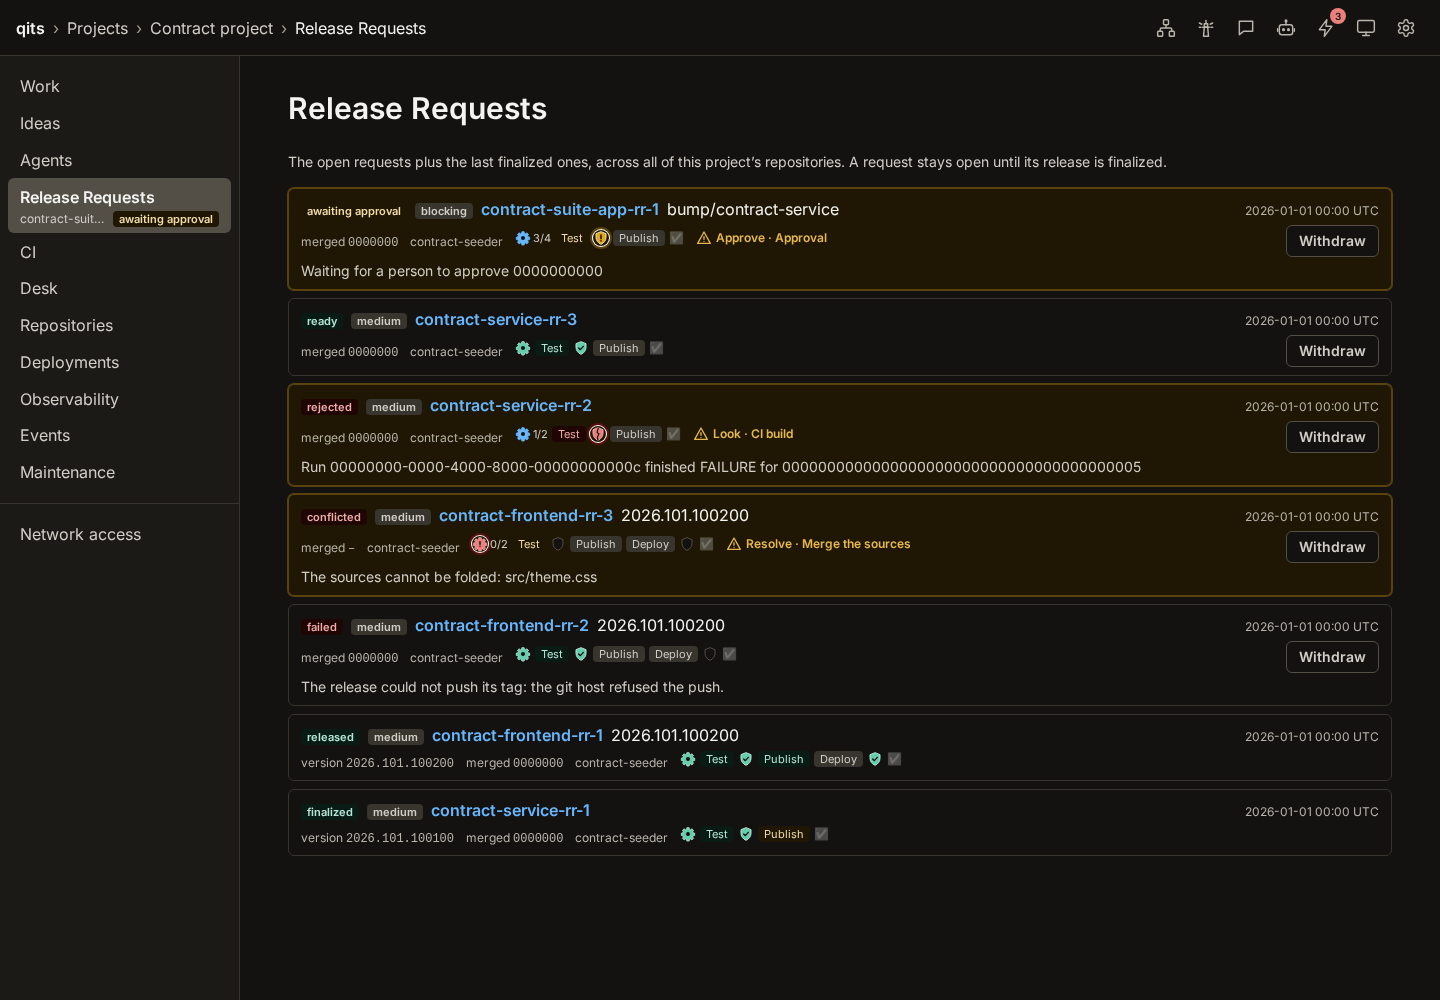 qits › Projects › Contract project › Release Requests
3
Work
Ideas
Agents
Release Requests
contract-suit... awaiting approval
CI
Desk
Repositories
Deployments
Observability
Events
Maintenance
Network access
Release Requests
The open requests plus the last finalized ones, across all of this project’s repositories. A request stays open until its release is finalized.
awaiting approval blocking contract-suite-app-rr-1 bump/contract-service 2026-01-01 00:00 UTC
merged 0000000 contract-seeder 3/4 Test Publish Approve · Approval Withdraw
Waiting for a person to approve 0000000000
ready medium contract-service-rr-3 2026-01-01 00:00 UTC
merged 0000000 contract-seeder Test Publish Withdraw
rejected medium contract-service-rr-2 2026-01-01 00:00 UTC
merged 0000000 contract-seeder 1/2 Test Publish Look · CI build Withdraw
Run 00000000-0000-4000-8000-00000000000c finished FAILURE for 0000000000000000000000000000000000000005
conflicted medium contract-frontend-rr-3 2026.101.100200 2026-01-01 00:00 UTC
merged – contract-seeder 0/2 Test Publish Deploy Resolve · Merge the sources Withdraw
The sources cannot be folded: src/theme.css
failed medium contract-frontend-rr-2 2026.101.100200 2026-01-01 00:00 UTC
merged 0000000 contract-seeder Test Publish Deploy Withdraw
The release could not push its tag: the git host refused the push.
released medium contract-frontend-rr-1 2026.101.100200 2026-01-01 00:00 UTC
version 2026.101.100200 merged 0000000 contract-seeder Test Publish Deploy
finalized medium contract-service-rr-1 2026-01-01 00:00 UTC
version 2026.101.100100 merged 0000000 contract-seeder Test Publish